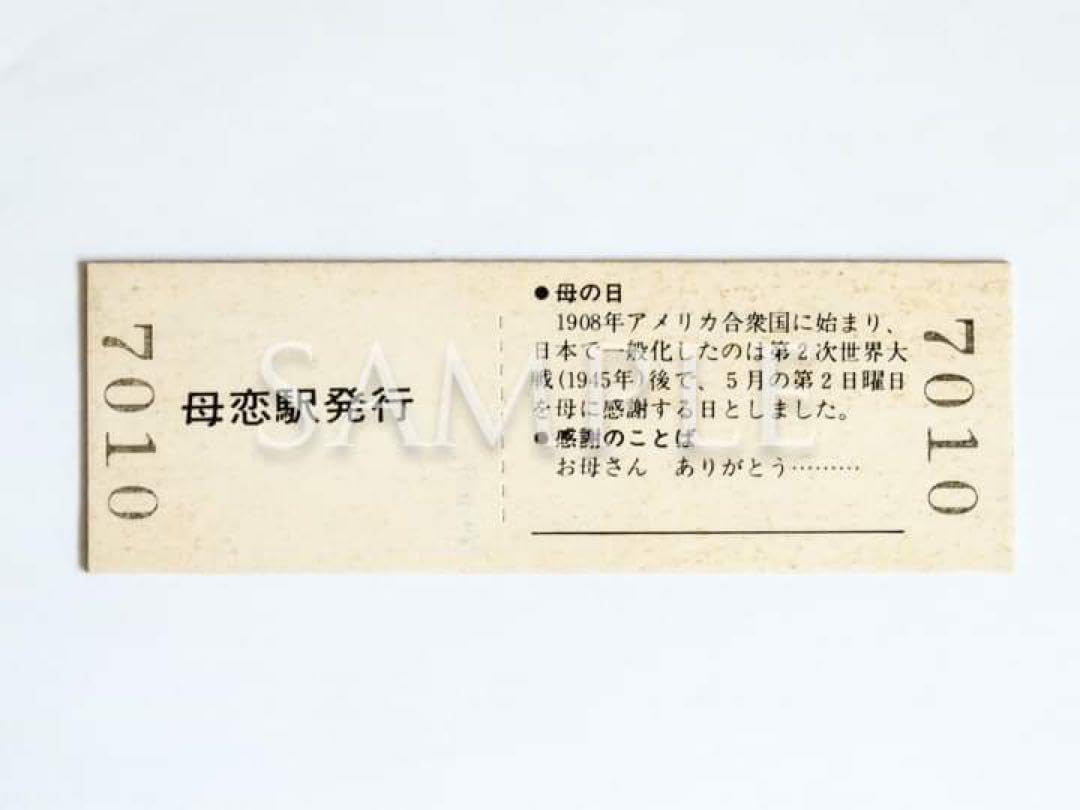 7010
母恋駅発行
●母の日
1908年アメリカ合衆国に始まり、
日本で一般化したのは第2次世界大
戦(1945年)後で、5月の第2日曜日
を母に感謝する日としました。
●感謝のことば
お母さん　ありがとう………
7010
SAMPLE